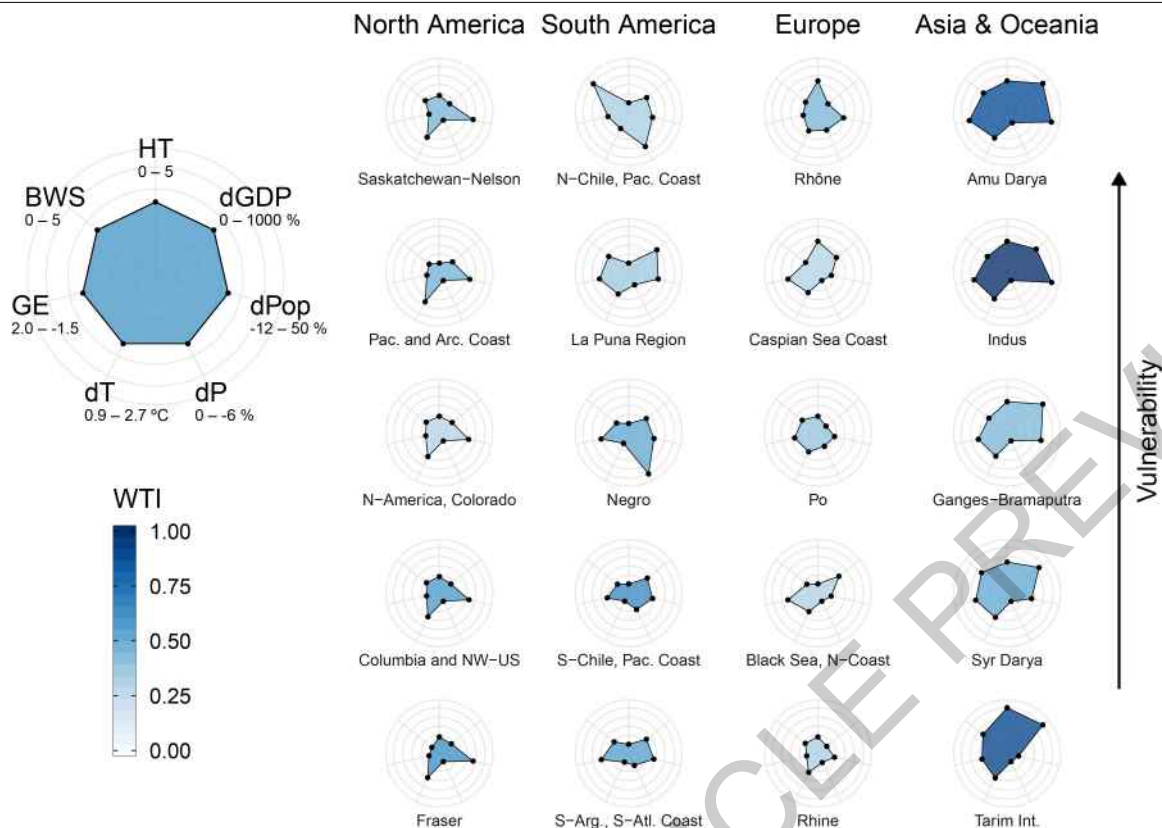 North America South America Europe Asia & Oceania
HT
0 – 5
BWS
0 – 5
dGDP
0 – 1000 %
GE
2.0 – -1.5
dPop
-12 – 50 %
dT
0.9 – 2.7 ºC
dP
0 – -6 %
WTI
1.00
0.75
0.50
0.25
0.00
Saskatchewan−Nelson N−Chile, Pac. Coast Rhône Amu Darya
Pac. and Arc. Coast La Puna Region Caspian Sea Coast Indus
N−America, Colorado Negro Po Ganges−Bramaputra
Columbia and NW−US S−Chile, Pac. Coast Black Sea, N−Coast Syr Darya
Fraser S−Arg., S−Atl. Coast Rhine Tarim Int.
Vulnerability
CLE PREV